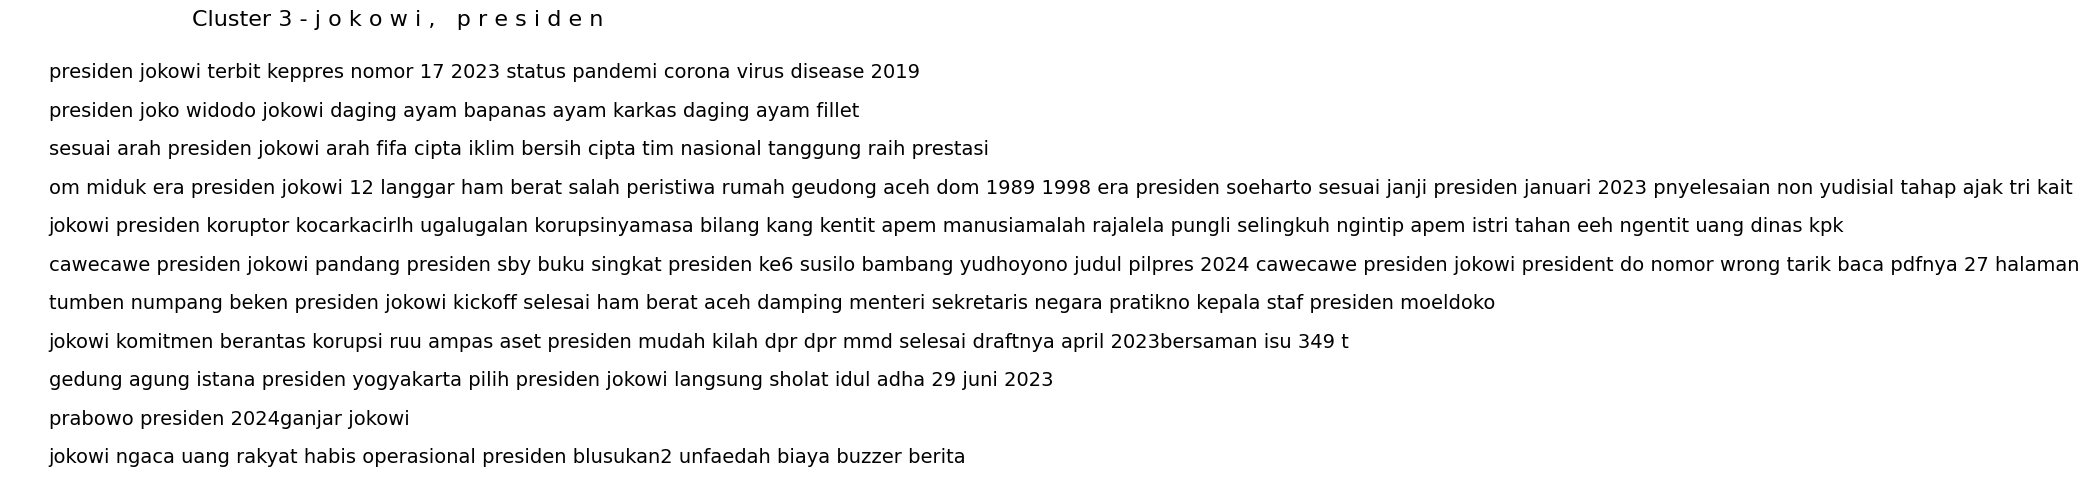 Cluster 3 - j o k o w i ,   p r e s i d e n
presiden jokowi terbit keppres nomor 17 2023 status pandemi corona virus disease 2019
presiden joko widodo jokowi daging ayam bapanas ayam karkas daging ayam fillet
sesuai arah presiden jokowi arah fifa cipta iklim bersih cipta tim nasional tanggung raih prestasi
om miduk era presiden jokowi 12 langgar ham berat salah peristiwa rumah geudong aceh dom 1989 1998 era presiden soeharto sesuai janji presiden januari 2023 pnyelesaian non yudisial tahap ajak tri kait
jokowi presiden koruptor kocarkacirlh ugalugalan korupsinyamasa bilang kang kentit apem manusiamalah rajalela pungli selingkuh ngintip apem istri tahan eeh ngentit uang dinas kpk
cawecawe presiden jokowi pandang presiden sby buku singkat presiden ke6 susilo bambang yudhoyono judul pilpres 2024 cawecawe presiden jokowi president do nomor wrong tarik baca pdfnya 27 halaman
tumben numpang beken presiden jokowi kickoff selesai ham berat aceh damping menteri sekretaris negara pratikno kepala staf presiden moeldoko
jokowi komitmen berantas korupsi ruu ampas aset presiden mudah kilah dpr dpr mmd selesai draftnya april 2023bersaman isu 349 t
gedung agung istana presiden yogyakarta pilih presiden jokowi langsung sholat idul adha 29 juni 2023
prabowo presiden 2024ganjar jokowi
jokowi ngaca uang rakyat habis operasional presiden blusukan2 unfaedah biaya buzzer berita